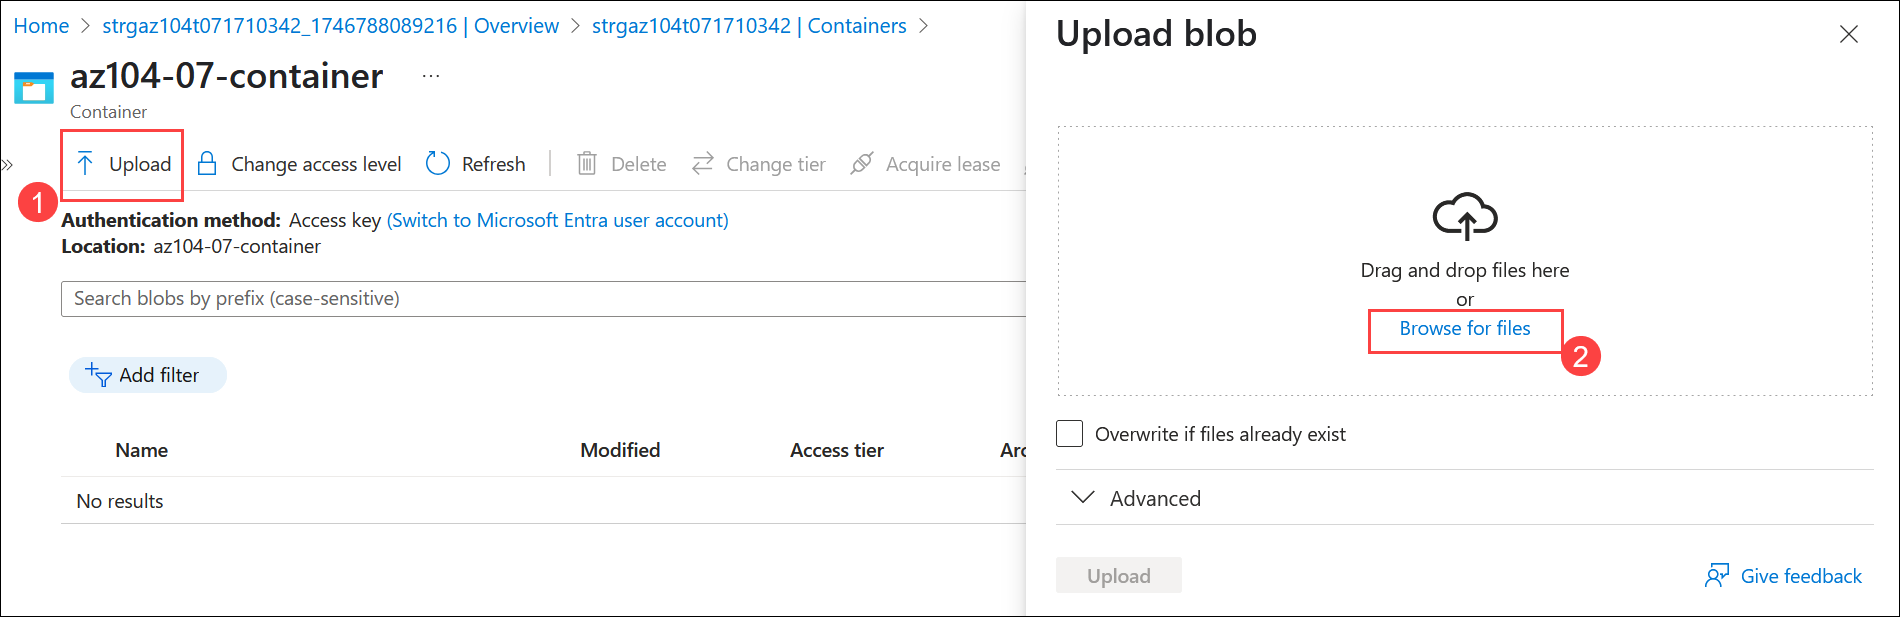 Home > strgaz104t071710342_1746788089216 | Overview > strgaz104t071710342 | Containers >
az104-07-container ...
Container
Upload Change access level Refresh Delete Change tier Acquire lease
1
Authentication method: Access key (Switch to Microsoft Entra user account)
Location: az104-07-container
Search blobs by prefix (case-sensitive)
Add filter
Name Modified Access tier Arc
No results
Upload blob
Drag and drop files here
or
Browse for files
2
Overwrite if files already exist
Advanced
Upload Give feedback